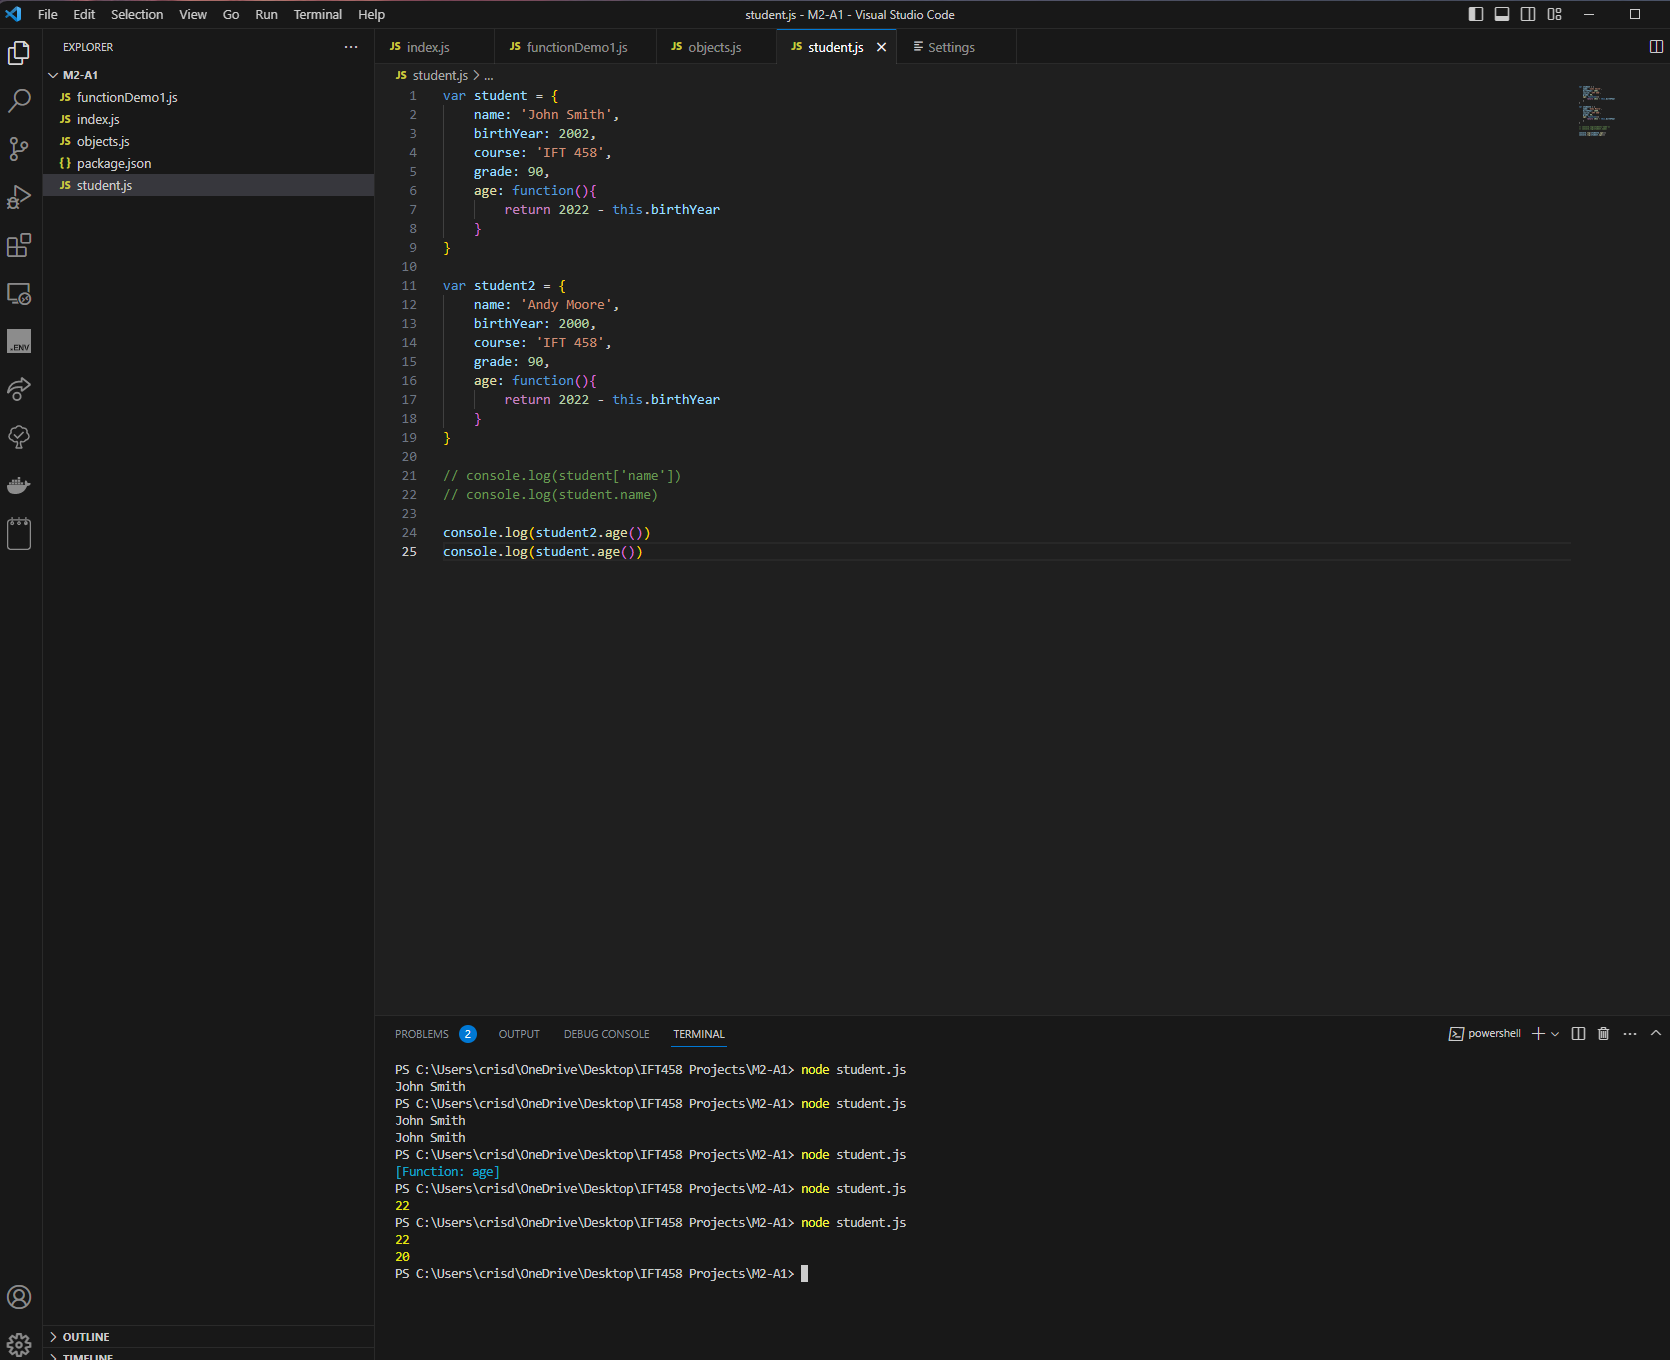 File Edit Selection View Go Run Terminal Help
student.js - M2-A1 - Visual Studio Code
EXPLORER
M2-A1
JS functionDemo1.js
JS index.js
JS objects.js
{} package.json
JS student.js
.ENV
OUTLINE
TIMELINE
JS index.js JS functionDemo1.js JS objects.js JS student.js Settings
JS student.js > ...
1 var student = {
2 name: 'John Smith',
3 birthYear: 2002,
4 course: 'IFT 458',
5 grade: 90,
6 age: function(){
7 return 2022 - this.birthYear
8 }
9 }
10
11 var student2 = {
12 name: 'Andy Moore',
13 birthYear: 2000,
14 course: 'IFT 458',
15 grade: 90,
16 age: function(){
17 return 2022 - this.birthYear
18 }
19 }
20
21 // console.log(student['name'])
22 // console.log(student.name)
23
24 console.log(student2.age())
25 console.log(student.age())
PROBLEMS 2 OUTPUT DEBUG CONSOLE TERMINAL
powershell
PS C:\Users\crisd\OneDrive\Desktop\IFT458 Projects\M2-A1> node student.js
John Smith
PS C:\Users\crisd\OneDrive\Desktop\IFT458 Projects\M2-A1> node student.js
John Smith
John Smith
PS C:\Users\crisd\OneDrive\Desktop\IFT458 Projects\M2-A1> node student.js
[Function: age]
PS C:\Users\crisd\OneDrive\Desktop\IFT458 Projects\M2-A1> node student.js
22
PS C:\Users\crisd\OneDrive\Desktop\IFT458 Projects\M2-A1> node student.js
22
20
PS C:\Users\crisd\OneDrive\Desktop\IFT458 Projects\M2-A1>